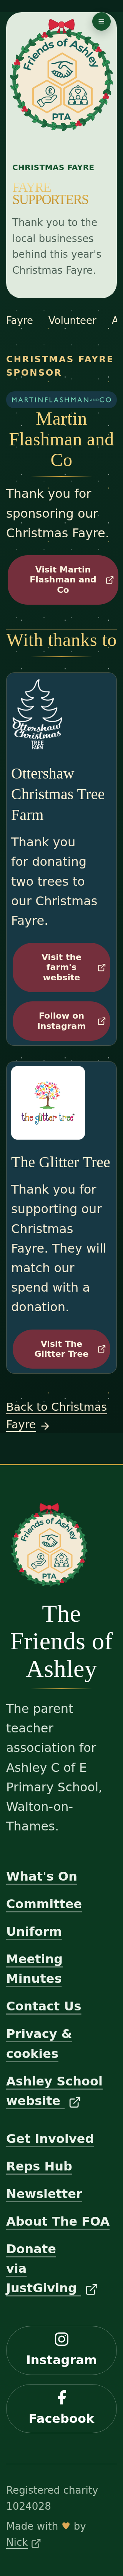 Friends of Ashley
PTA
CHRISTMAS FAYRE
FAYRE
SUPPORTERS
Thank you to the
local businesses
behind this year's
Christmas Fayre.
Fayre Volunteer A
CHRISTMAS FAYRE
SPONSOR
MARTINFLASHMAN CO
Martin
Flashman and
Co
Thank you for
sponsoring our
Christmas Fayre.
Visit Martin
Flashman and
Co
With thanks to
Ottershaw
Christmas
TREE
FARM
Ottershaw
Christmas Tree
Farm
Thank you
for donating
two trees to
our Christmas
Fayre.
Visit the
farm's
website
Follow on
Instagram
the glitter tree
The Glitter Tree
Thank you for
supporting our
Christmas
Fayre. They will
match our
spend with a
donation.
Visit The
Glitter Tree
Back to Christmas
Fayre →
Friends of Ashley
PTA
The
Friends of
Ashley
The parent
teacher
association for
Ashley C of E
Primary School,
Walton-on-
Thames.
What's On
Committee
Uniform
Meeting
Minutes
Contact Us
Privacy &
cookies
Ashley School
website
Get Involved
Reps Hub
Newsletter
About The FOA
Donate
via
JustGiving
Instagram
Facebook
Registered charity
1024028
Made with ♥ by
Nick